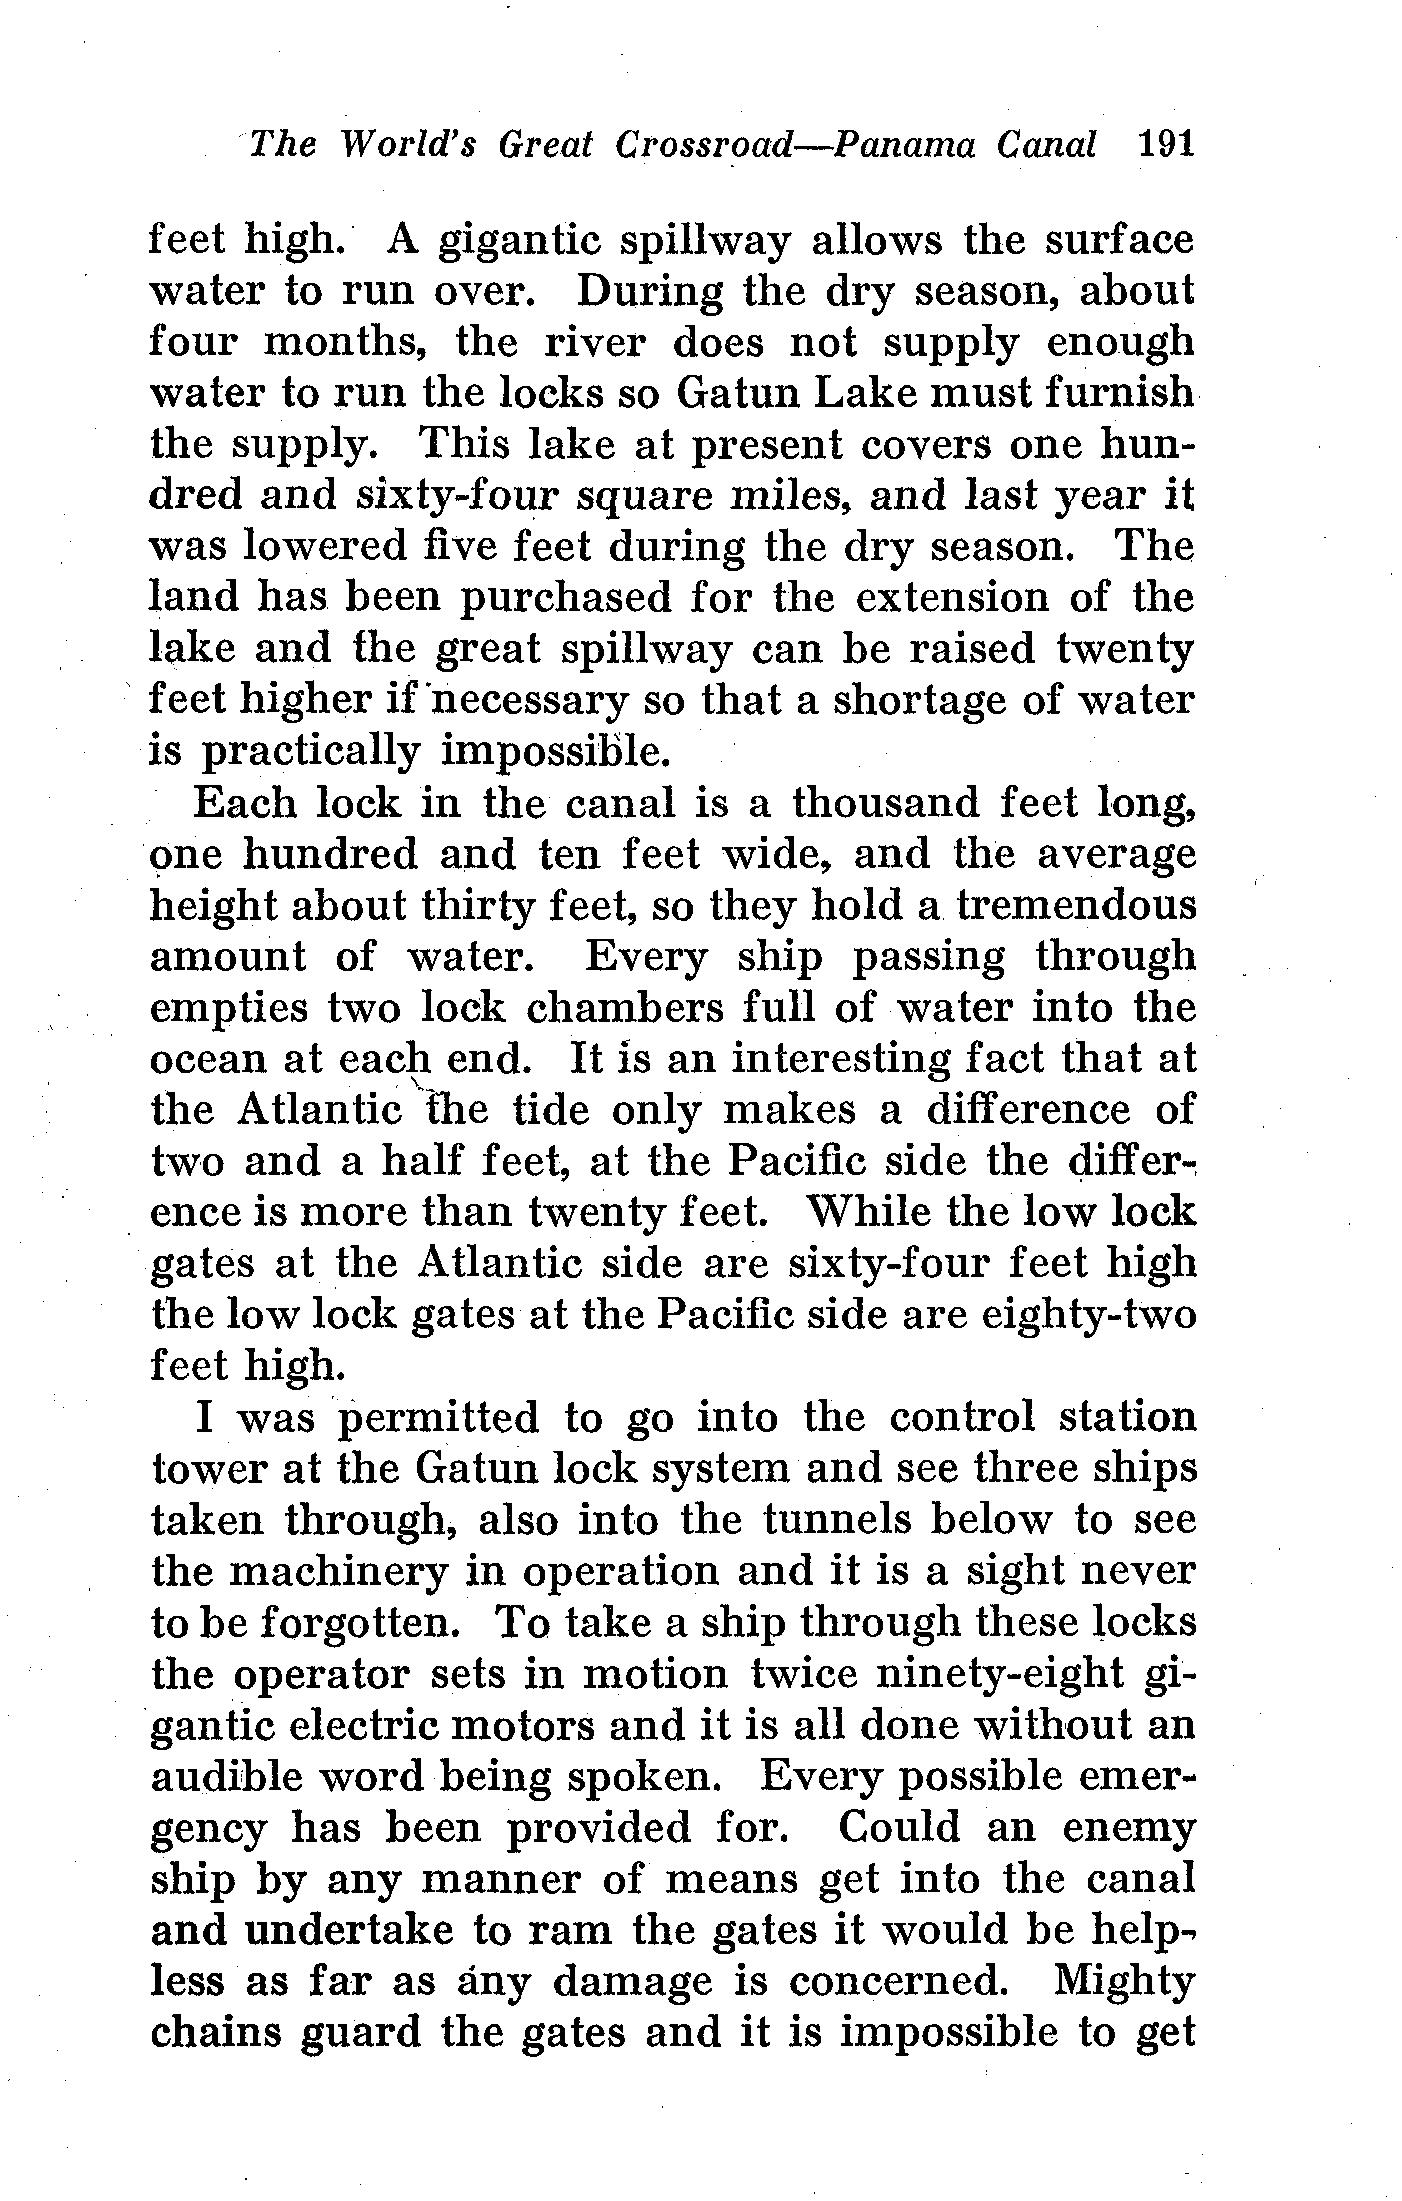 The World's Great Crossroad—Panama Canal 191
feet high. A gigantic spillway allows the surface
water to run over. During the dry season, about
four months, the river does not supply enough
water to run the locks so Gatun Lake must furnish
the supply. This lake at present covers one hun-
dred and sixty-four square miles, and last year it
was lowered five feet during the dry season. The
land has been purchased for the extension of the
lake and the great spillway can be raised twenty
feet higher if necessary so that a shortage of water
is practically impossible.
Each lock in the canal is a thousand feet long,
one hundred and ten feet wide, and the average
height about thirty feet, so they hold a tremendous
amount of water. Every ship passing through
empties two lock chambers full of water into the
ocean at each end. It is an interesting fact that at
the Atlantic the tide only makes a difference of
two and a half feet, at the Pacific side the differ-
ence is more than twenty feet. While the low lock
gates at the Atlantic side are sixty-four feet high
the low lock gates at the Pacific side are eighty-two
feet high.
I was permitted to go into the control station
tower at the Gatun lock system and see three ships
taken through, also into the tunnels below to see
the machinery in operation and it is a sight never
to be forgotten. To take a ship through these locks
the operator sets in motion twice ninety-eight gi-
gantic electric motors and it is all done without an
audible word being spoken. Every possible emer-
gency has been provided for. Could an enemy
ship by any manner of means get into the canal
and undertake to ram the gates it would be help-
less as far as any damage is concerned. Mighty
chains guard the gates and it is impossible to get